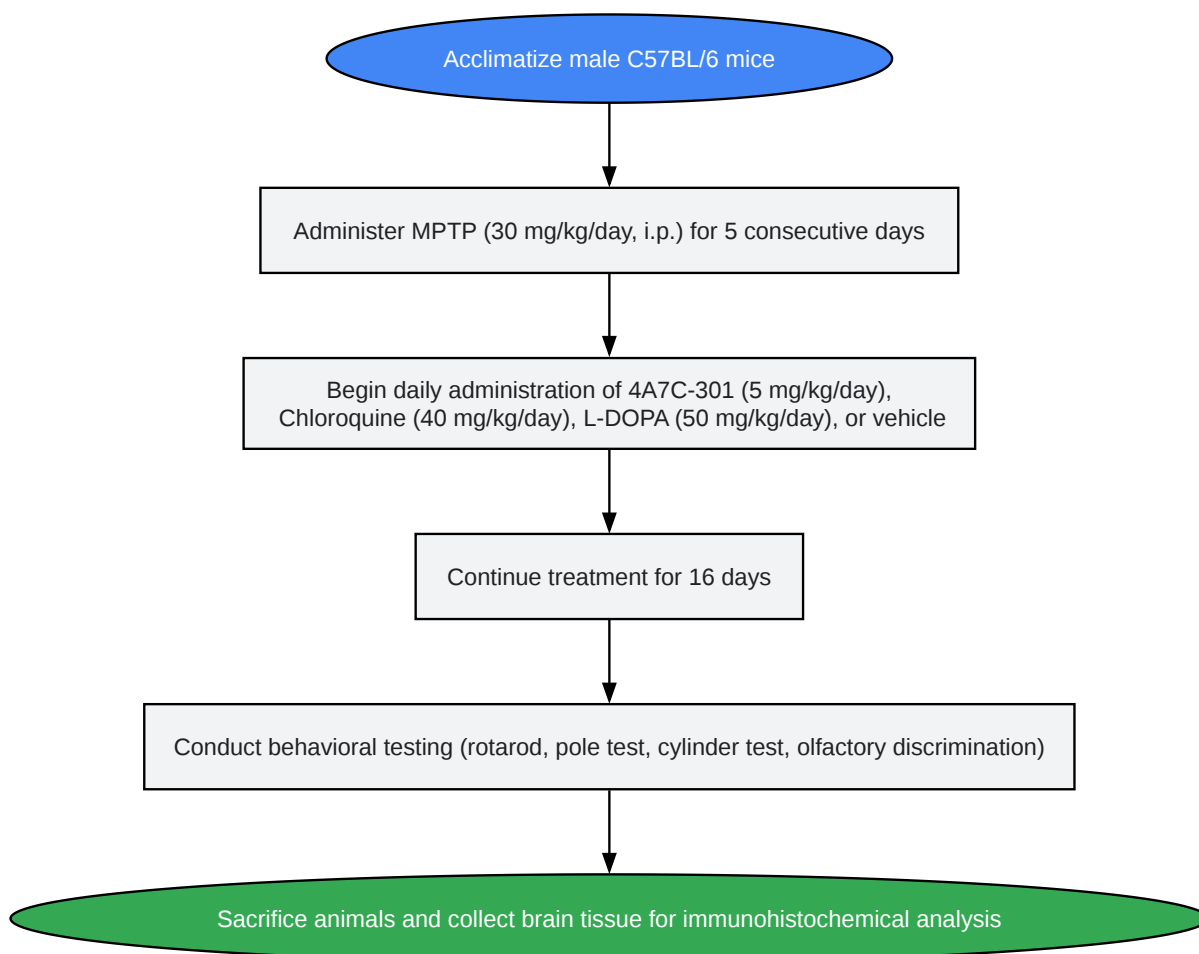 Acclimatize male C57BL/6 mice
Administer MPTP (30 mg/kg/day, i.p.) for 5 consecutive days
Begin daily administration of 4A7C-301 (5 mg/kg/day),
Chloroquine (40 mg/kg/day), L-DOPA (50 mg/kg/day), or vehicle
Continue treatment for 16 days
Conduct behavioral testing (rotarod, pole test, cylinder test, olfactory discrimination)
Sacrifice animals and collect brain tissue for immunohistochemical analysis